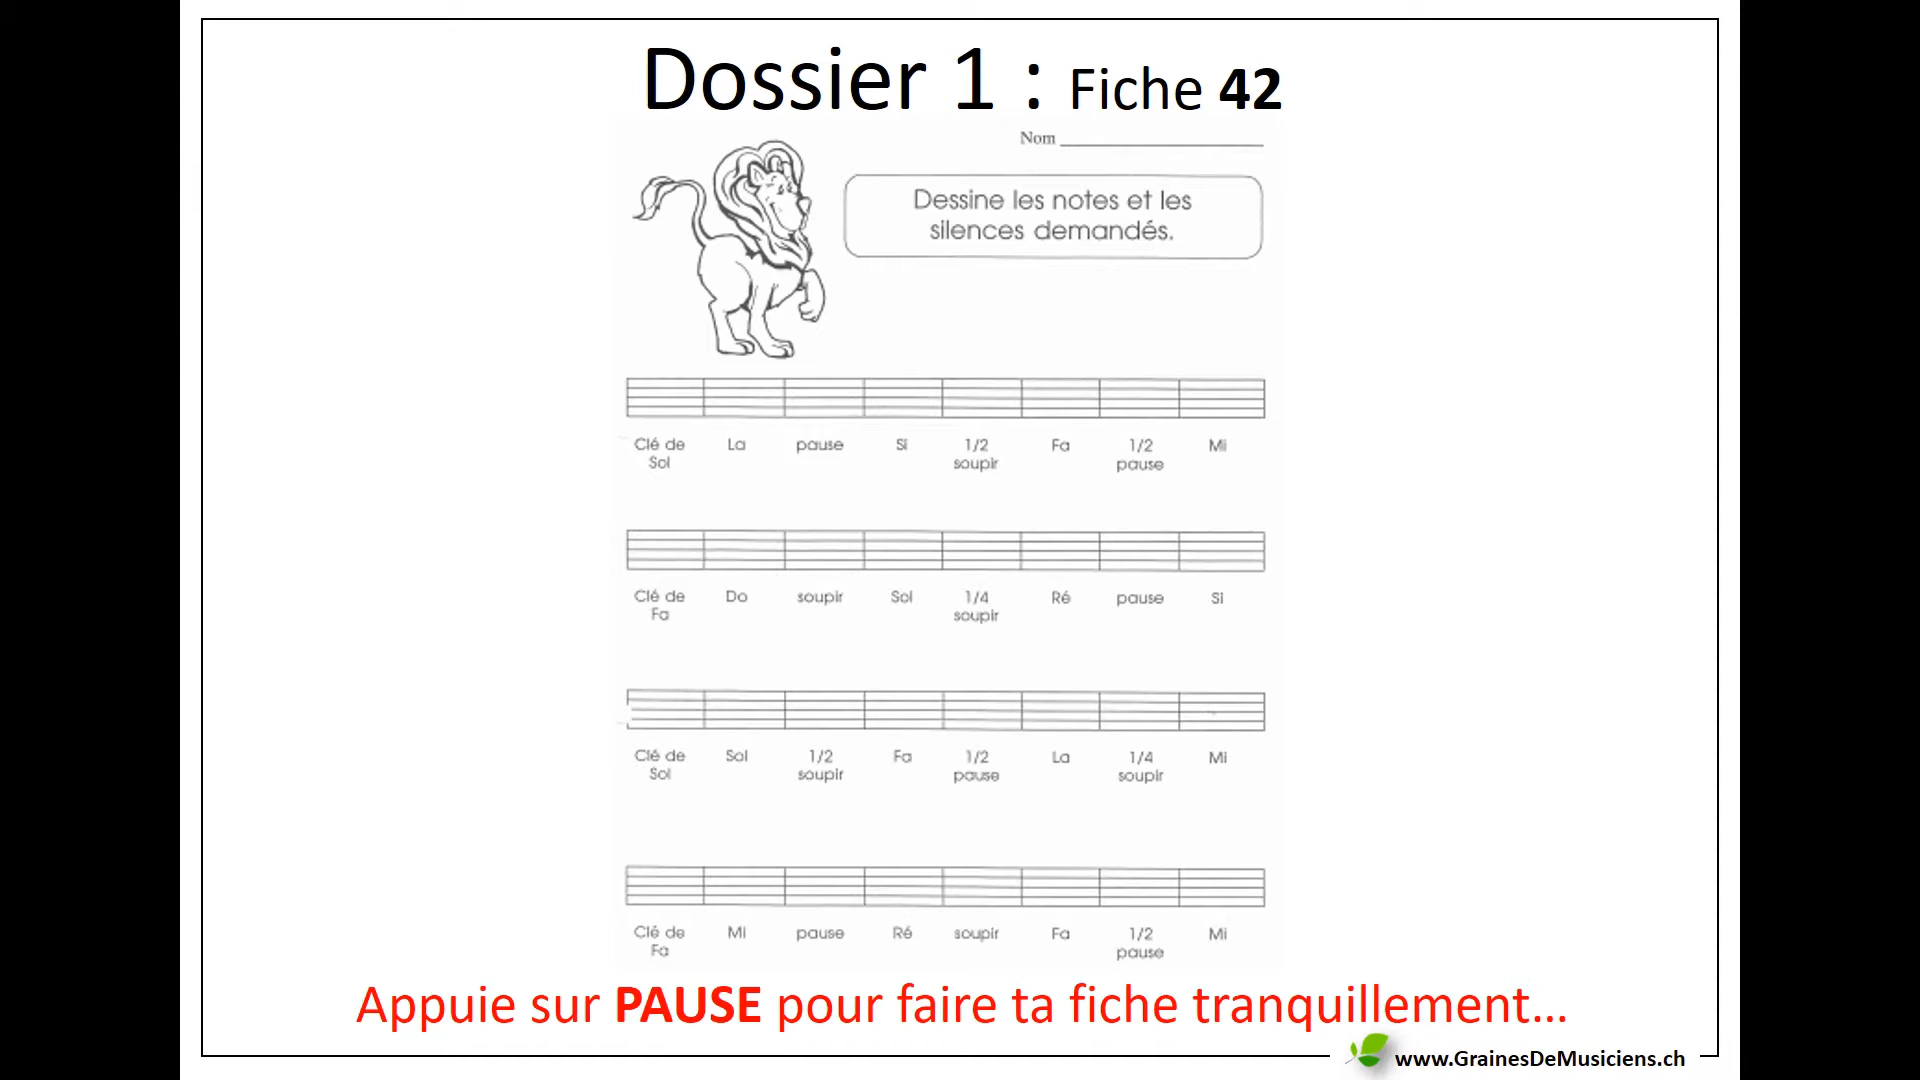 Dossier 1 : Fiche 42
Nom
Dessine les notes et les
silences demandés.
Clé de La pause Si 1/2 Fa 1/2 Mi
Sol soupir pause
Clé de Do soupir Sol 1/4 Ré pause Si
Fa soupir
Clé de Sol 1/2 Fa 1/2 La 1/4 Mi
Sol soupir pause soupir
Clé de Mi pause Ré soupir Fa 1/2 Mi
Fa pause
Appuie sur PAUSE pour faire ta fiche tranquillement...
www.GrainesDeMusiciens.ch